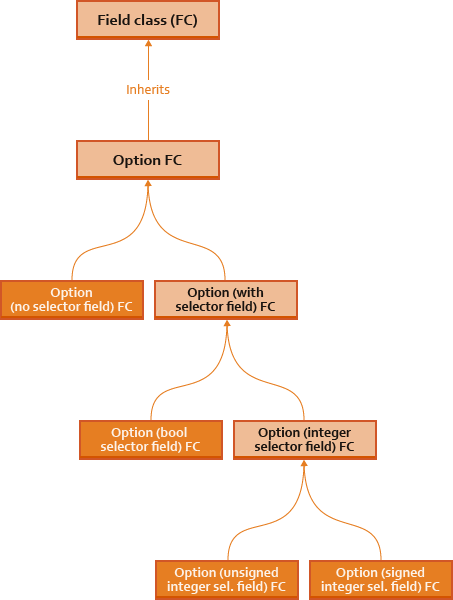 Field class (FC)
Inherits
Option FC
Option
(no selector field) FC
Option (with
selector field) FC
Option (bool
selector field) FC
Option (integer
selector field) FC
Option (unsigned
integer sel. field) FC
Option (signed
integer sel. field) FC